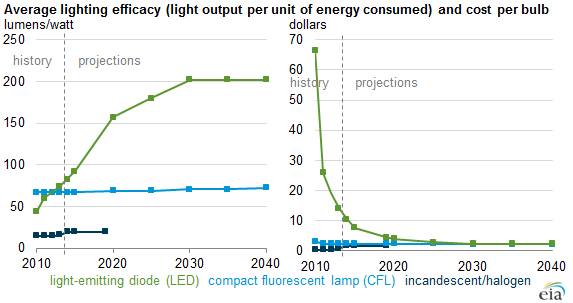 Average lighting efficacy (light output per unit of energy consumed) and cost per bulb
lumens/watt
dollars
250
200
150
100
50
0
history
projections
2010
2020
2030
2040
70
60
50
40
30
20
10
0
history
projections
2010
2020
2030
2040
light-emitting diode (LED) compact fluorescent lamp (CFL) incandescent/halogen
eia